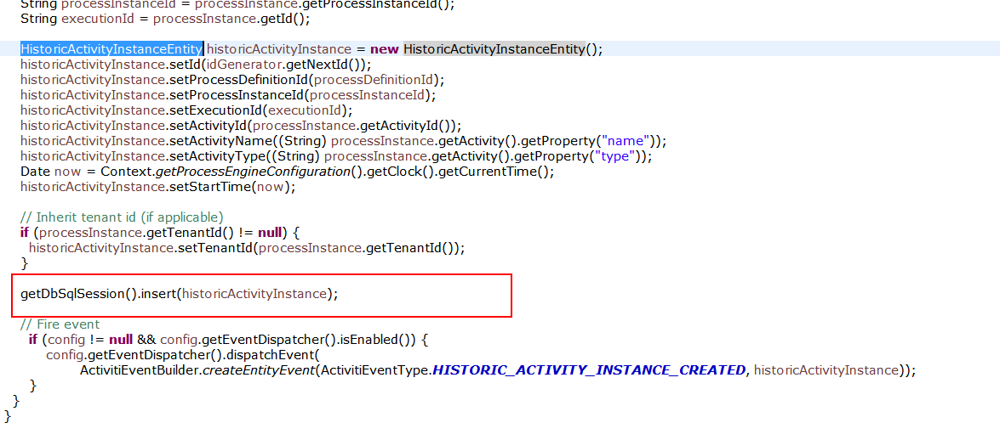 String processInstanceId = processInstance.getProcessInstanceId();
String executionId = processInstance.getId();
HistoricActivityInstanceEntity historicActivityInstance = new HistoricActivityInstanceEntity();
historicActivityInstance.setId(idGenerator.getNextId());
historicActivityInstance.setProcessDefinitionId(processDefinitionId);
historicActivityInstance.setProcessInstanceId(processInstanceId);
historicActivityInstance.setExecutionId(executionId);
historicActivityInstance.setActivityId(processInstance.getActivityId());
historicActivityInstance.setActivityName((String) processInstance.getActivity().getProperty("name"));
historicActivityInstance.setActivityType((String) processInstance.getActivity().getProperty("type"));
Date now = Context.getProcessEngineConfiguration().getClock().getCurrentTime();
historicActivityInstance.setStartTime(now);
// Inherit tenant id (if applicable)
if (processInstance.getTenantId() != null) {
historicActivityInstance.setTenantId(processInstance.getTenantId());
}
getDbSqlSession().insert(historicActivityInstance);
// Fire event
if (config != null && config.getEventDispatcher().isEnabled()) {
config.getEventDispatcher().dispatchEvent(
ActivitiEventBuilder.createEntityEvent(ActivitiEventType.HISTORIC_ACTIVITY_INSTANCE_CREATED, historicActivityInstance));
}
}
}